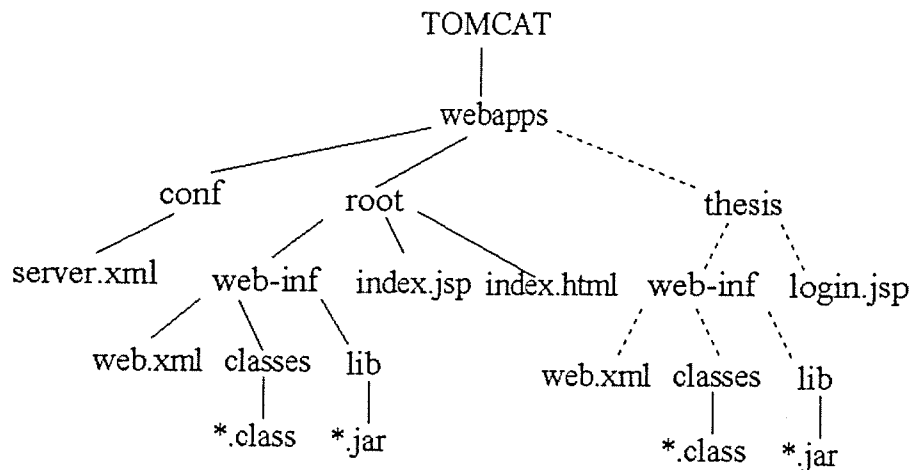 TOMCAT
webapps
conf root thesis
server.xml web-inf index.jsp index.html web-inf login.jsp
web.xml classes lib web.xml classes lib
*.class *.jar *.class *.jar